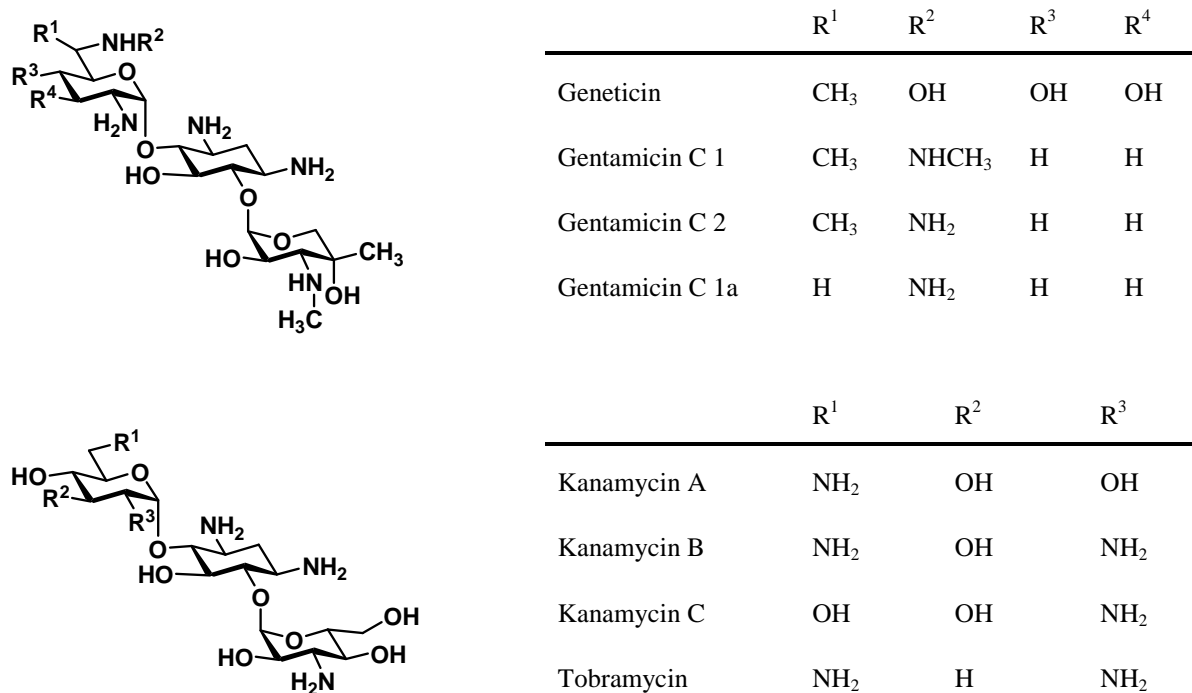 R¹ R² R³ R⁴
R¹ NHR²
R³ O
R⁴
H₂N
O NH₂
HO NH₂
O
O
HO CH₃
HN OH
H₃C
Geneticin CH₃ OH OH OH
Gentamicin C 1 CH₃ NHCH₃ H H
Gentamicin C 2 CH₃ NH₂ H H
Gentamicin C 1a H NH₂ H H
R¹ R² R³
R¹
HO O
R²
R³
O NH₂
HO NH₂
O
OH
O
HO OH
H₂N
Kanamycin A NH₂ OH OH
Kanamycin B NH₂ OH NH₂
Kanamycin C OH OH NH₂
Tobramycin NH₂ H NH₂